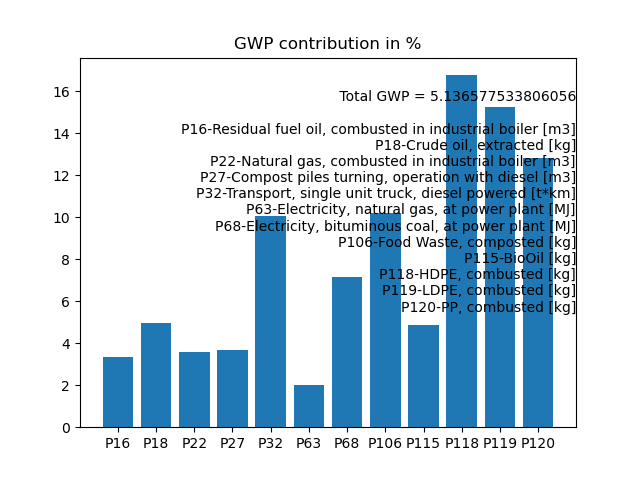 GWP contribution in %
Total GWP = 5.136577533806056
P16-Residual fuel oil, combusted in industrial boiler [m3]
P18-Crude oil, extracted [kg]
P22-Natural gas, combusted in industrial boiler [m3]
P27-Compost piles turning, operation with diesel [m3]
P32-Transport, single unit truck, diesel powered [t*km]
P63-Electricity, natural gas, at power plant [MJ]
P68-Electricity, bituminous coal, at power plant [MJ]
P106-Food Waste, composted [kg]
P115-BioOil [kg]
P118-HDPE, combusted [kg]
P119-LDPE, combusted [kg]
P120-PP, combusted [kg]
16
14
12
10
8
6
4
2
0
P16 P18 P22 P27 P32 P63 P68 P106 P115 P118 P119 P120